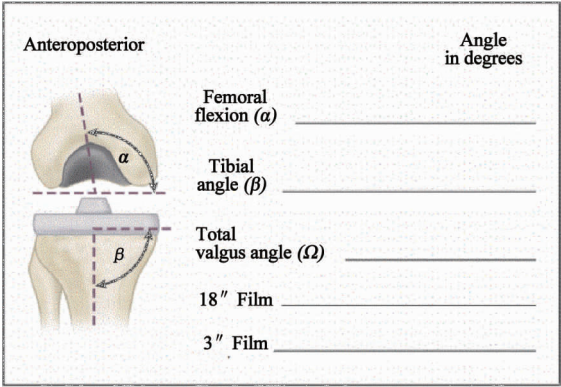 Anteroposterior
Angle
in degrees
Femoral
flexion (α)
α
Tibial
angle (β)
β
Total
valgus angle (Ω)
18″ Film
3″ Film